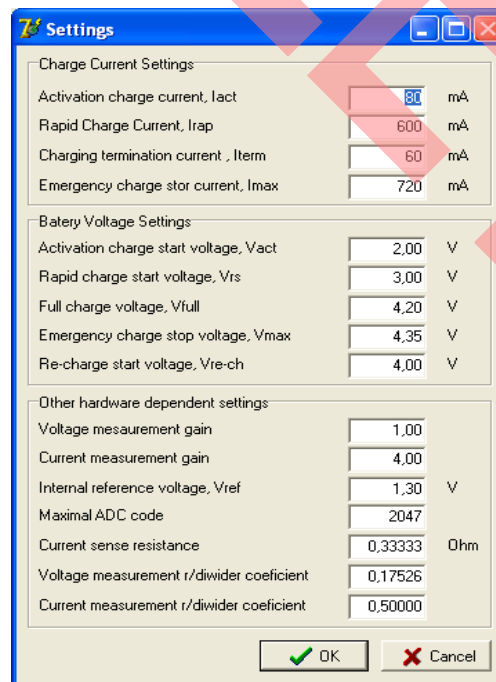 Settings
Charge Current Settings
Activation charge current, Iact 80 mA
Rapid Charge Current, Irap 600 mA
Charging termination current , Iterm 60 mA
Emergency charge stor current, Imax 720 mA
Batery Voltage Settings
Activation charge start voltage, Vact 2,00 V
Rapid charge start voltage, Vrs 3,00 V
Full charge voltage, Vfull 4,20 V
Emergency charge stop voltage, Vmax 4,35 V
Re-charge start voltage, Vre-ch 4,00 V
Other hardware dependent settings
Voltage mesaurement gain 1,00
Current measurement gain 4,00
Internal reference voltage, Vref 1,30 V
Maximal ADC code 2047
Current sense resistance 0,33333 Ohm
Voltage measurement r/diwider coeficient 0,17526
Current measurement r/diwider coeficient 0,50000
OK Cancel